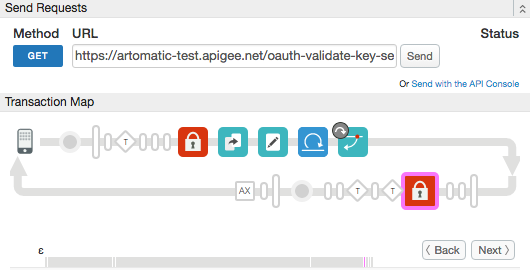 Send Requests
Method URL Status
GET https://artomatic-test.apigee.net/oauth-validate-key-se Send
Or Send with the API Console
Transaction Map
T
AX T T
ε
Back Next